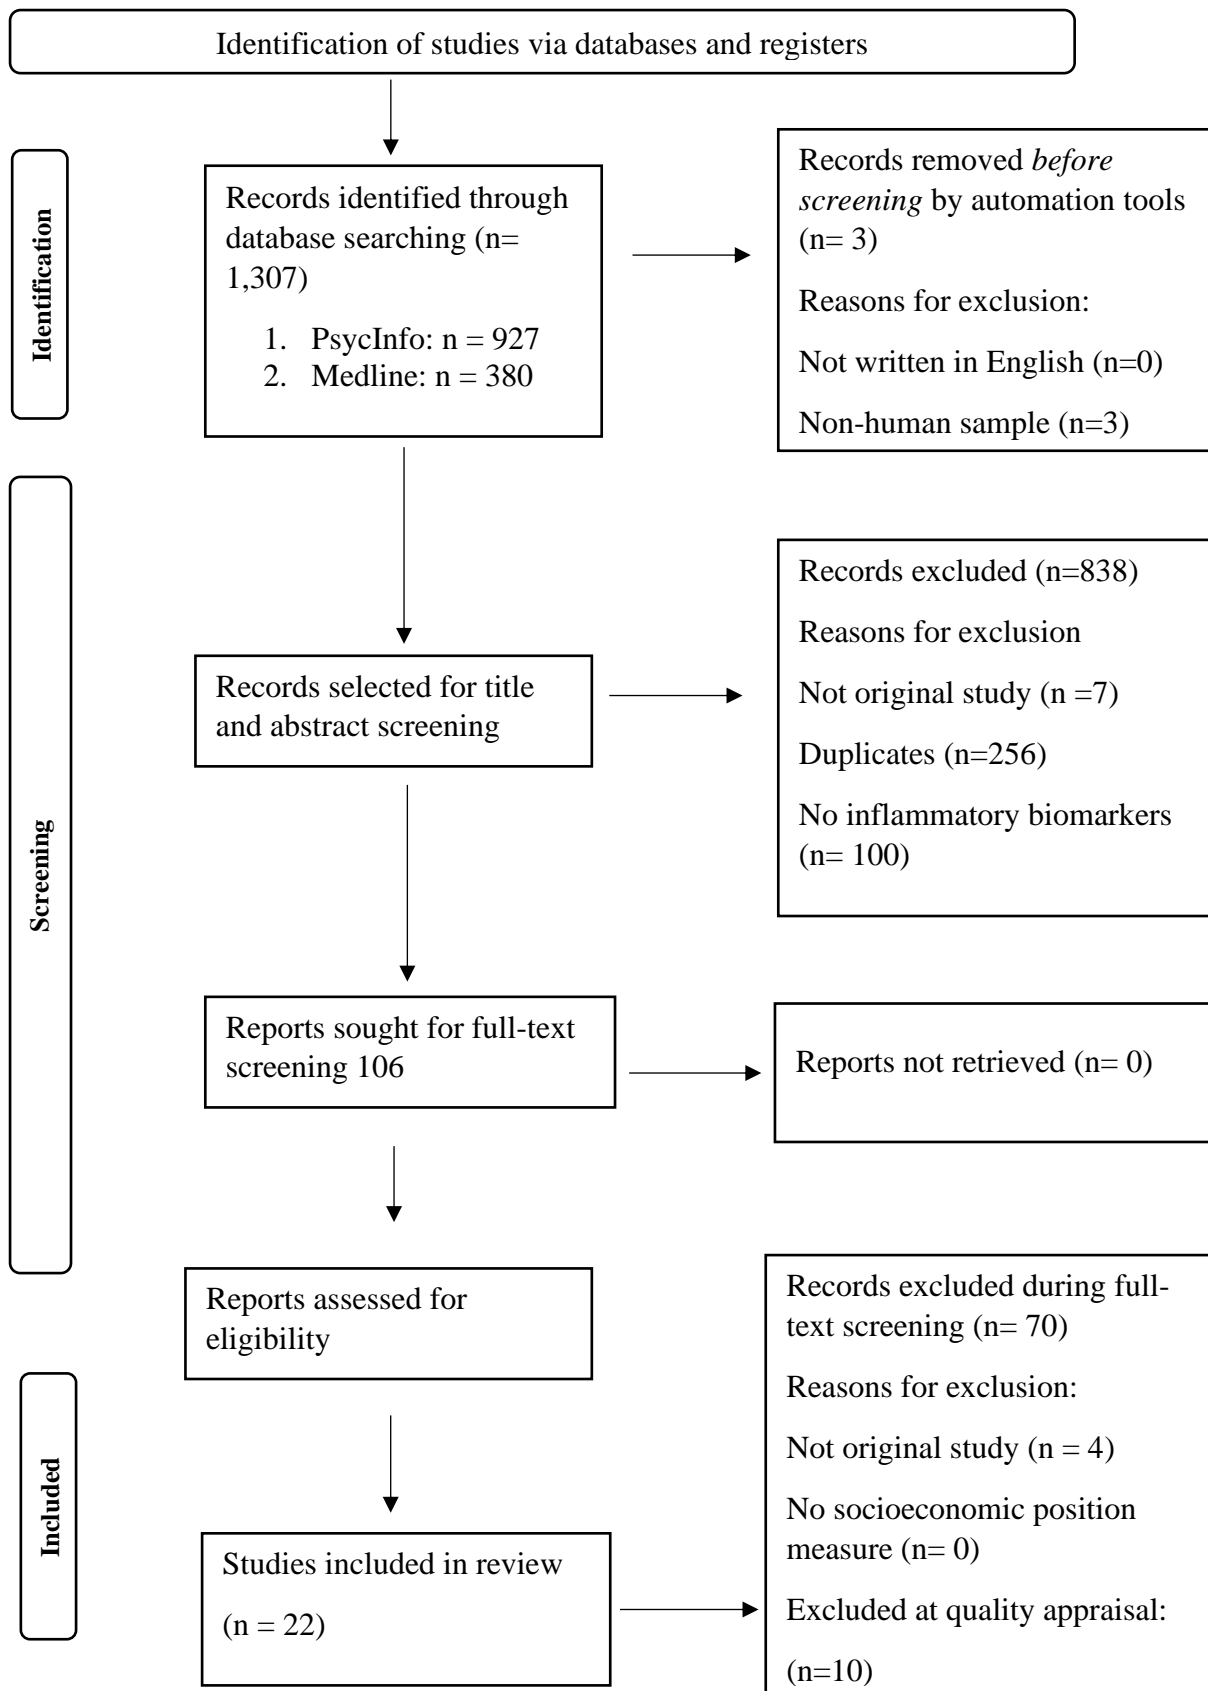 Identification of studies via databases and registers
Identification
Records identified through
database searching (n=
1,307)
1. PsycInfo: n = 927
2. Medline: n = 380
Records removed before
screening by automation tools
(n= 3)
Reasons for exclusion:
Not written in English (n=0)
Non-human sample (n=3)
Screening
Records selected for title
and abstract screening
Records excluded (n=838)
Reasons for exclusion
Not original study (n =7)
Duplicates (n=256)
No inflammatory biomarkers
(n= 100)
Reports sought for full-text
screening 106
Reports not retrieved (n= 0)
Reports assessed for
eligibility
Records excluded during full-
text screening (n= 70)
Reasons for exclusion:
Not original study (n = 4)
No socioeconomic position
measure (n= 0)
Excluded at quality appraisal:
(n=10)
Included
Studies included in review
(n = 22)